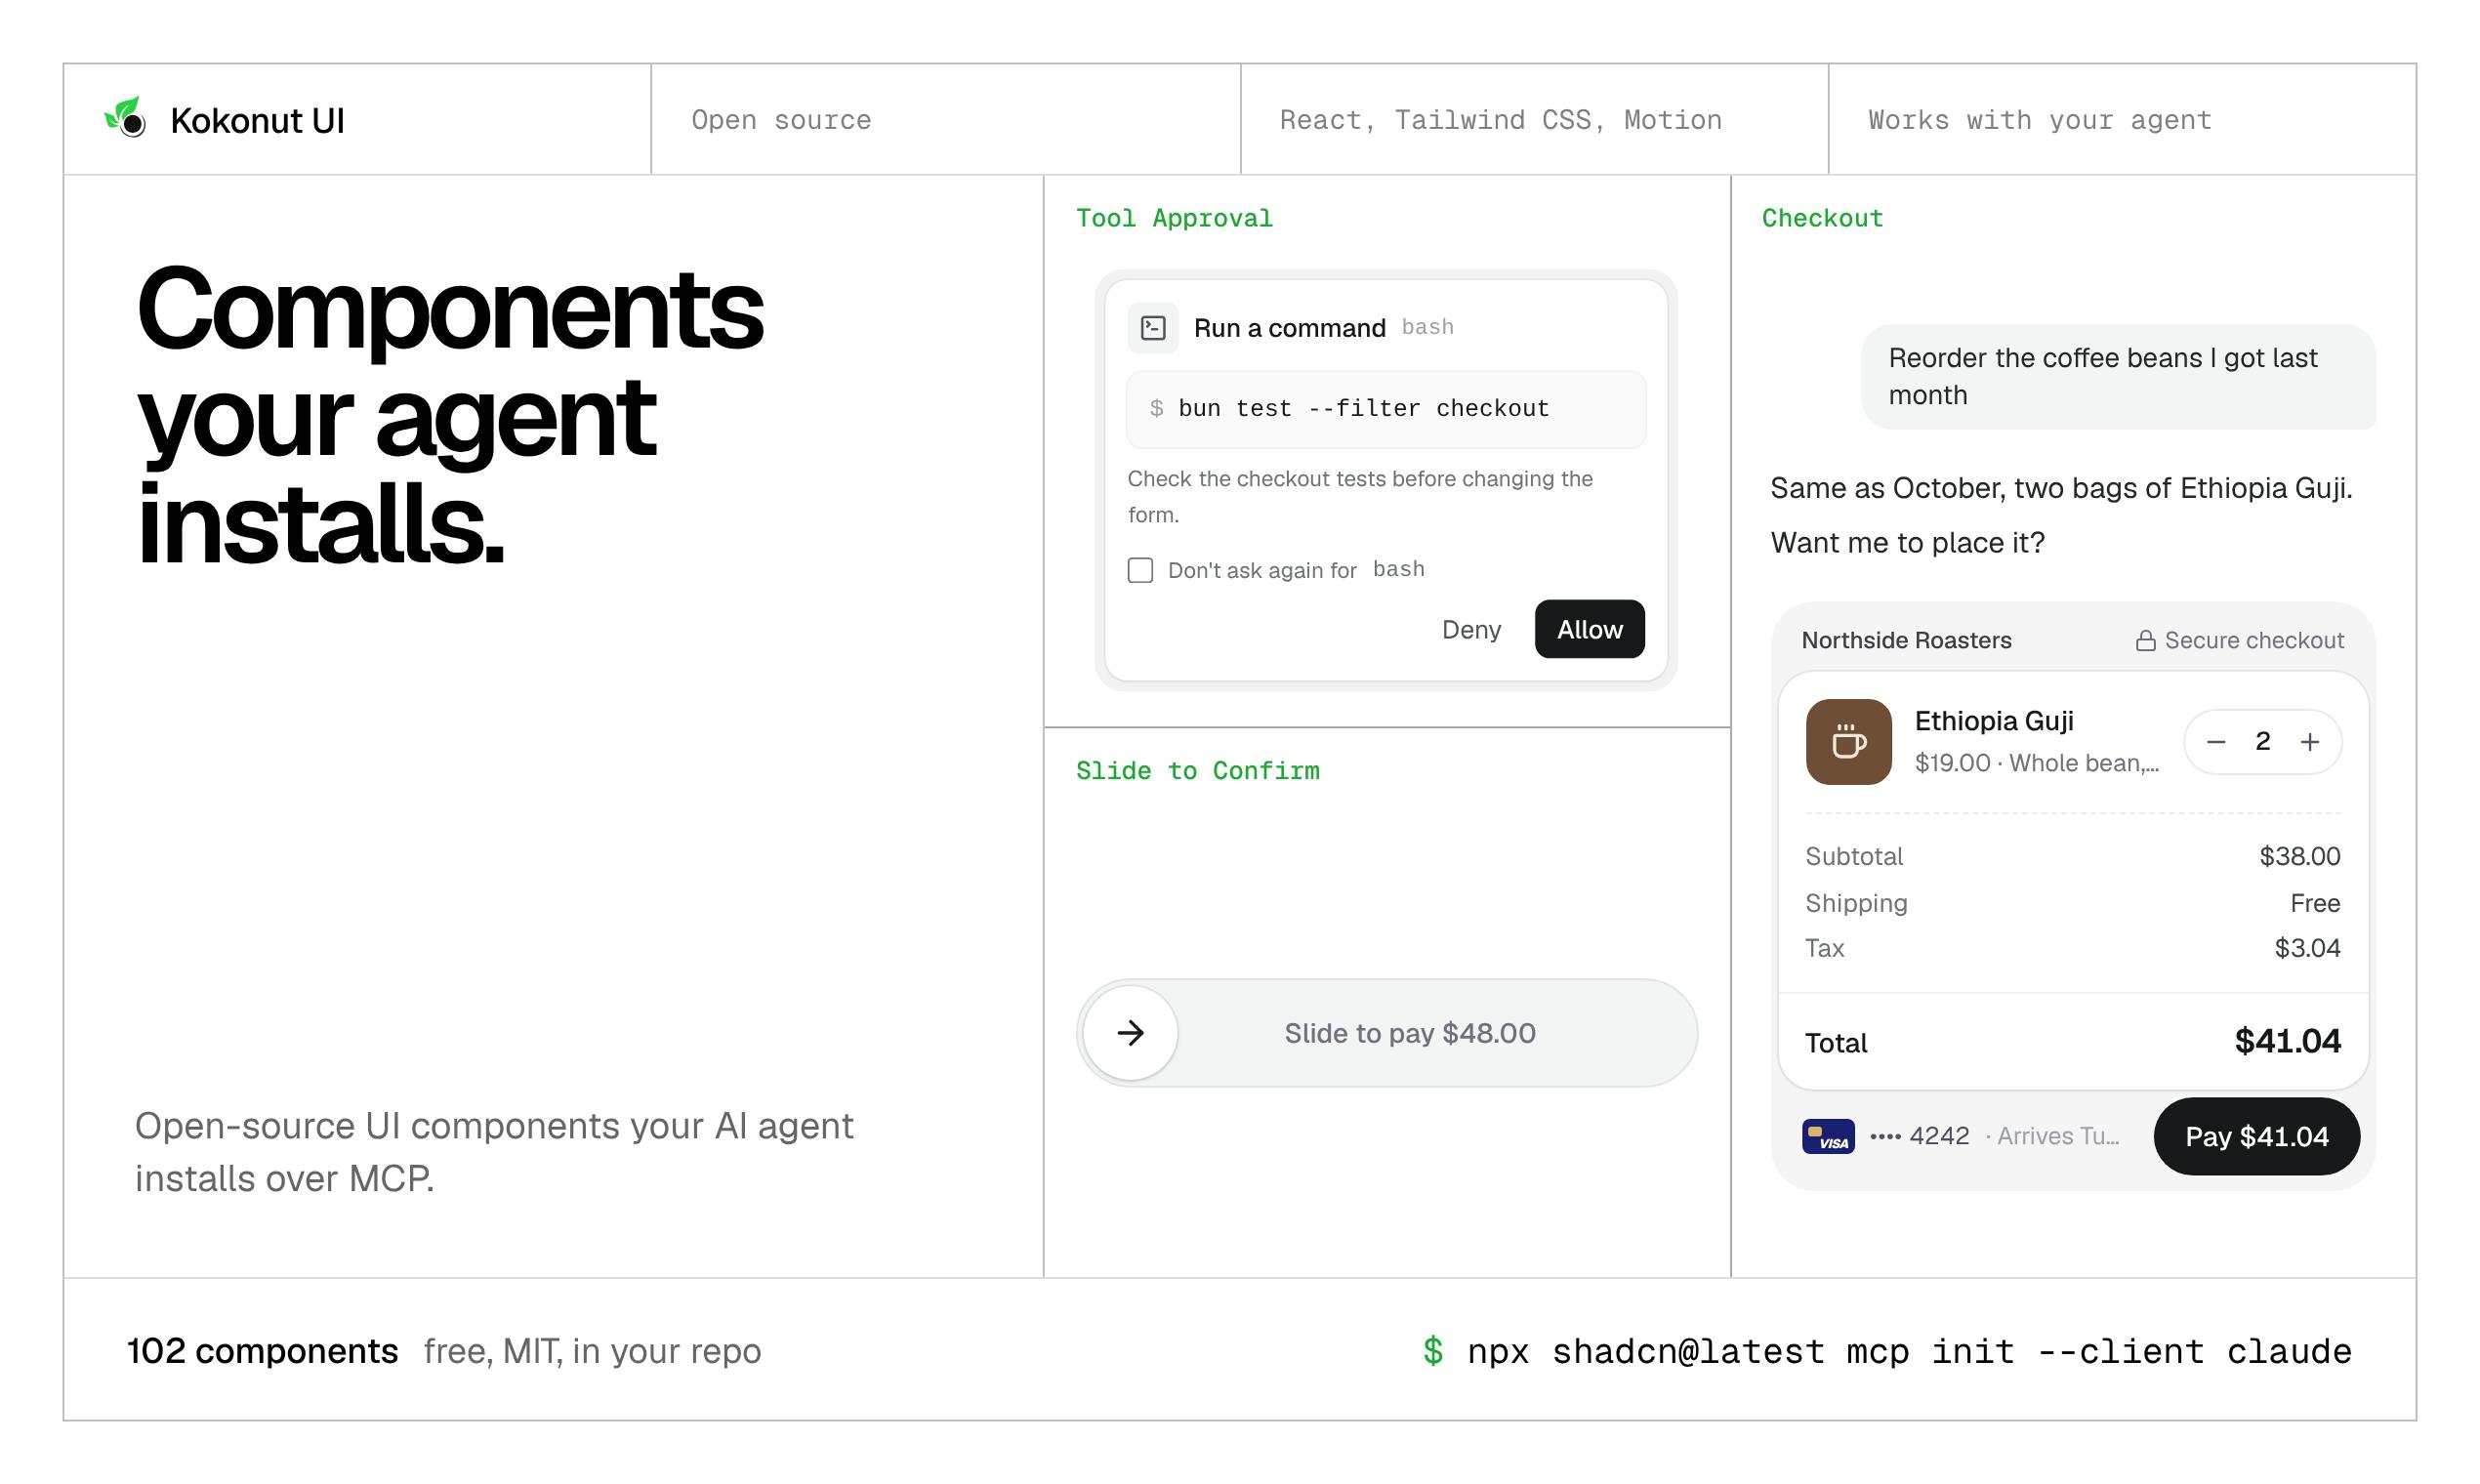 Kokonut UI
Open source
React, Tailwind CSS, Motion
Works with your agent
Components
your agent
installs.
Open-source UI components your AI agent
installs over MCP.
Tool Approval
Run a command bash
$ bun test --filter checkout
Check the checkout tests before changing the
form.
Don't ask again for bash
Deny
Allow
Slide to Confirm
Slide to pay $48.00
Checkout
Reorder the coffee beans I got last
month
Same as October, two bags of Ethiopia Guji.
Want me to place it?
Northside Roasters
Secure checkout
Ethiopia Guji
$19.00 · Whole bean,...
− 2 +
Subtotal $38.00
Shipping Free
Tax $3.04
Total $41.04
VISA •••• 4242 · Arrives Tu...
Pay $41.04
102 components free, MIT, in your repo
$ npx shadcn@latest mcp init --client claude